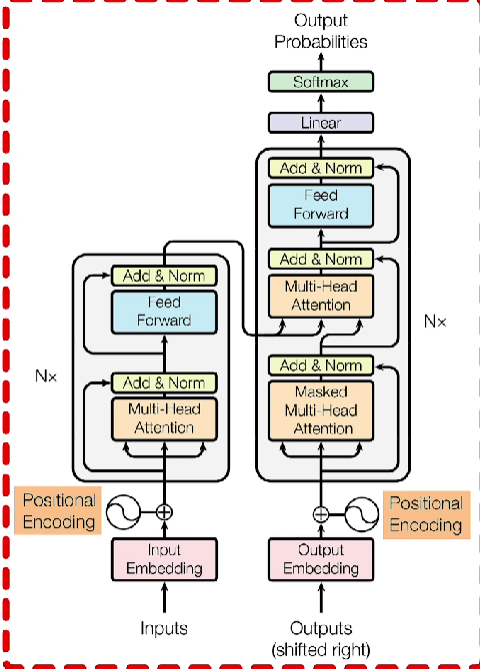 Output
Probabilities
Softmax
Linear
Add & Norm
Feed
Forward
Add & Norm
Multi-Head
Attention
Add & Norm
Masked
Multi-Head
Attention
Nx
Add & Norm
Feed
Forward
Add & Norm
Multi-Head
Attention
Nx
Positional
Encoding
Positional
Encoding
Input
Embedding
Output
Embedding
Inputs
Outputs
(shifted right)